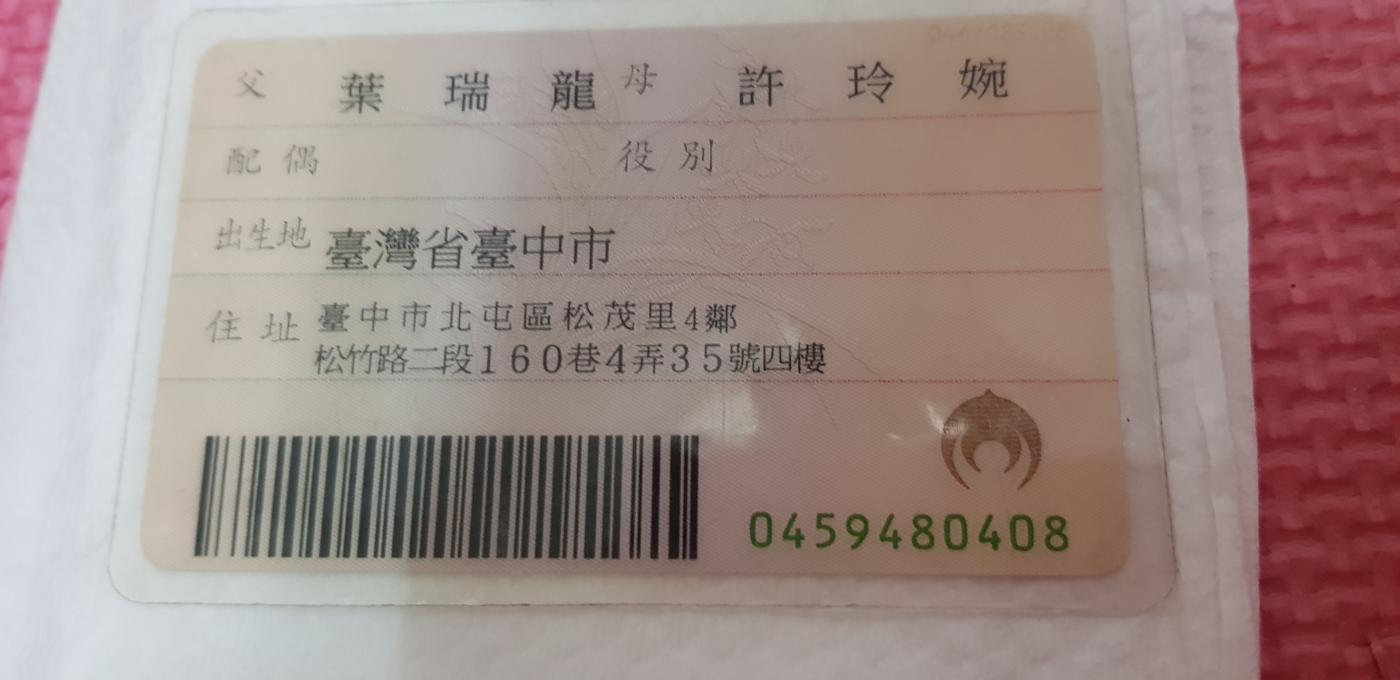 父 葉瑞龍 母 許玲婉
配偶 役別
出生地 臺灣省臺中市
住址 臺中市北屯區松茂里4鄰
松竹路二段160巷4弄35號四樓
0459480408